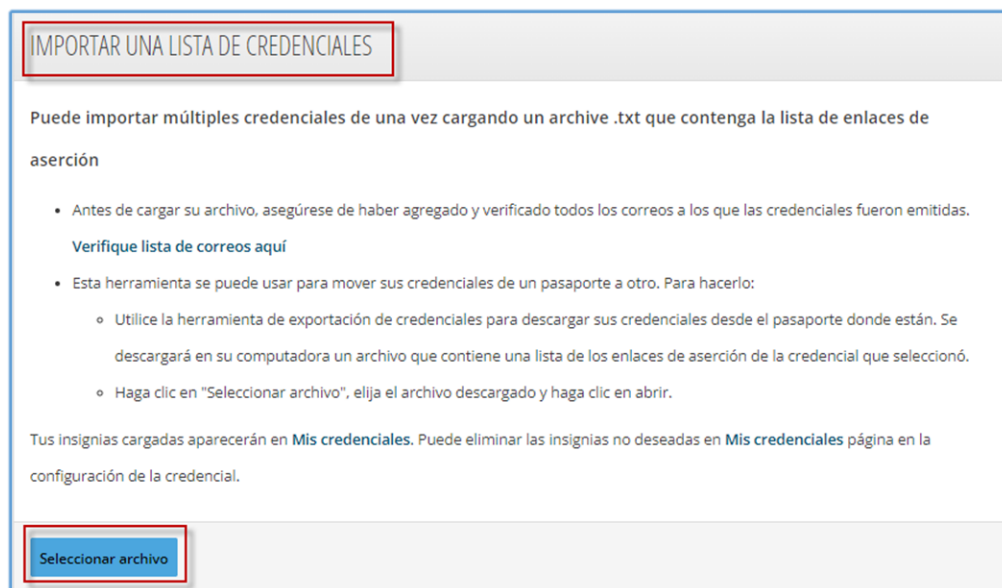 IMPORTAR UNA LISTA DE CREDENCIALES
Puede importar múltiples credenciales de una vez cargando un archive .txt que contenga la lista de enlaces de
aserción
• Antes de cargar su archivo, asegúrese de haber agregado y verificado todos los correos a los que las credenciales fueron emitidas.
Verifique lista de correos aquí
• Esta herramienta se puede usar para mover sus credenciales de un pasaporte a otro. Para hacerlo:
◦ Utilice la herramienta de exportación de credenciales para descargar sus credenciales desde el pasaporte donde están. Se
descargará en su computadora un archivo que contiene una lista de los enlaces de aserción de la credencial que seleccionó.
◦ Haga clic en "Seleccionar archivo", elija el archivo descargado y haga clic en abrir.
Tus insignias cargadas aparecerán en Mis credenciales. Puede eliminar las insignias no deseadas en Mis credenciales página en la
configuración de la credencial.
Seleccionar archivo